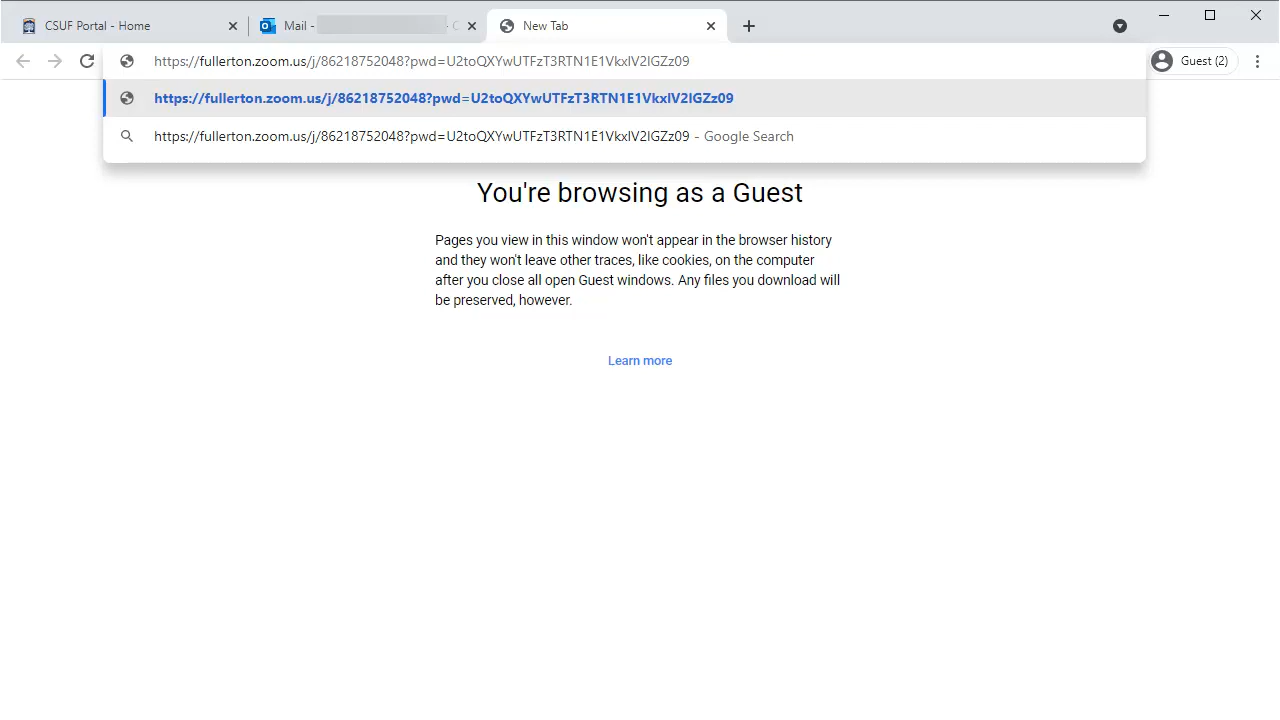 CSUF Portal - Home
Mail -
New Tab
https://fullerton.zoom.us/j/86218752048?pwd=U2toQXYwUTFzT3RTN1E1VkxlV2lGZz09
Guest (2)
https://fullerton.zoom.us/j/86218752048?pwd=U2toQXYwUTFzT3RTN1E1VkxlV2lGZz09
https://fullerton.zoom.us/j/86218752048?pwd=U2toQXYwUTFzT3RTN1E1VkxlV2lGZz09 - Google Search
You're browsing as a Guest
Pages you view in this window won't appear in the browser history
and they won't leave other traces, like cookies, on the computer
after you close all open Guest windows. Any files you download will
be preserved, however.
Learn more